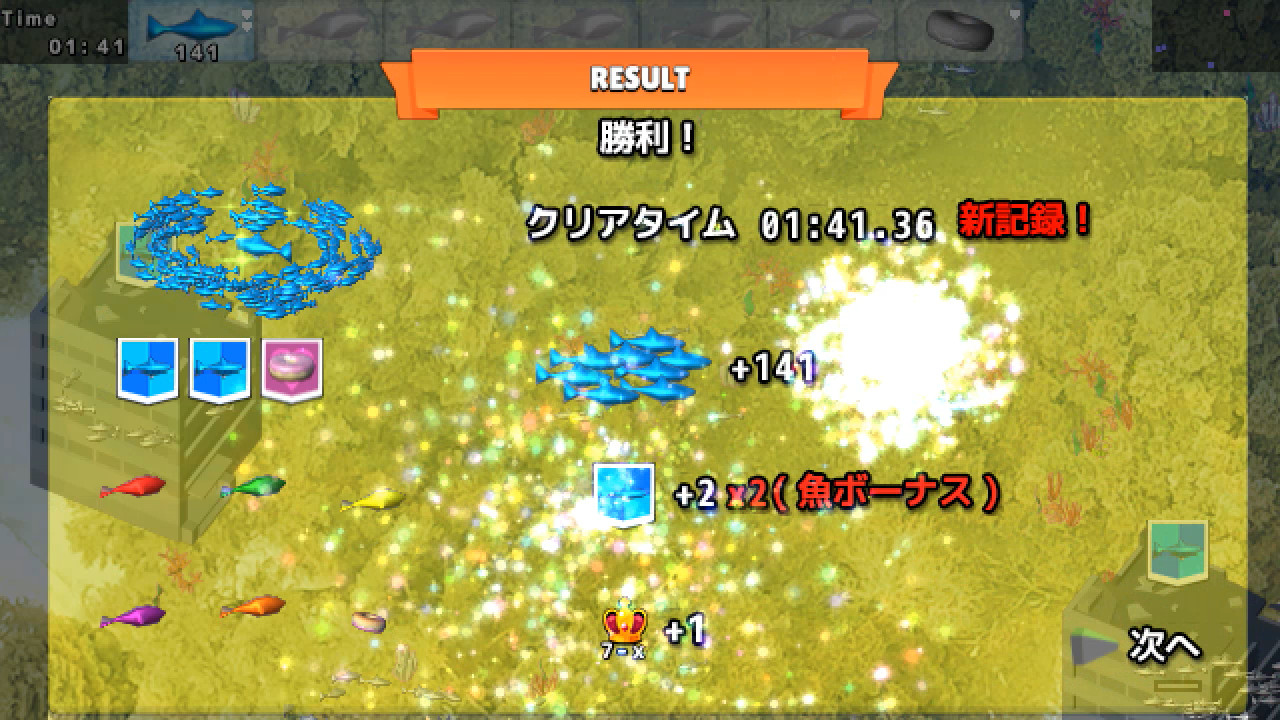 Time
01:41
141
RESULT
勝利！
クリアタイム 01:41.36 新記録！
+141
+2 x2(魚ボーナス)
+1
7-x
次へ